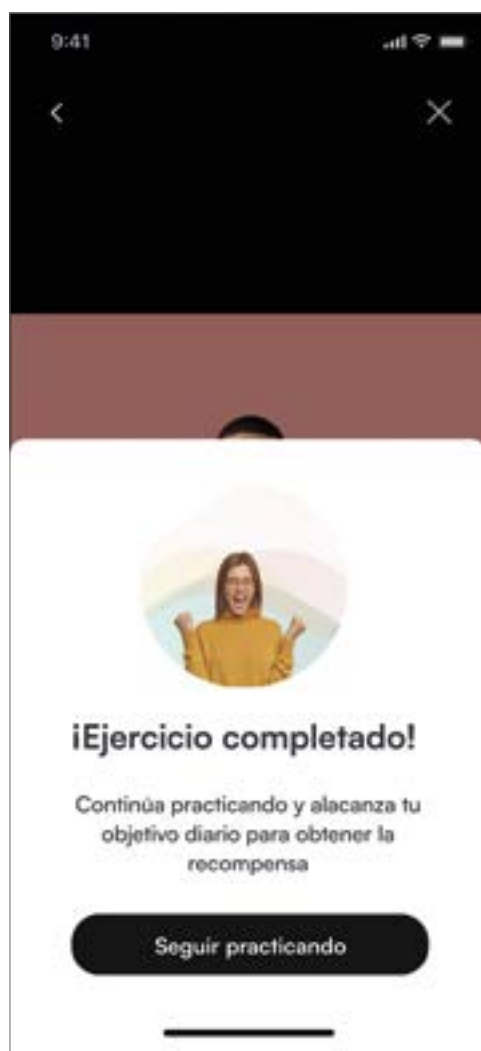 9:41
¡Ejercicio completado!
Continúa practicando y alacanza tu
objetivo diario para obtener la
recompensa
Seguir practicando